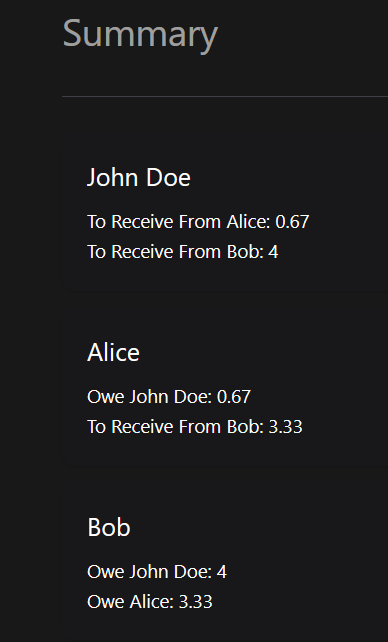 Summary
John Doe
To Receive From Alice: 0.67
To Receive From Bob: 4
Alice
Owe John Doe: 0.67
To Receive From Bob: 3.33
Bob
Owe John Doe: 4
Owe Alice: 3.33